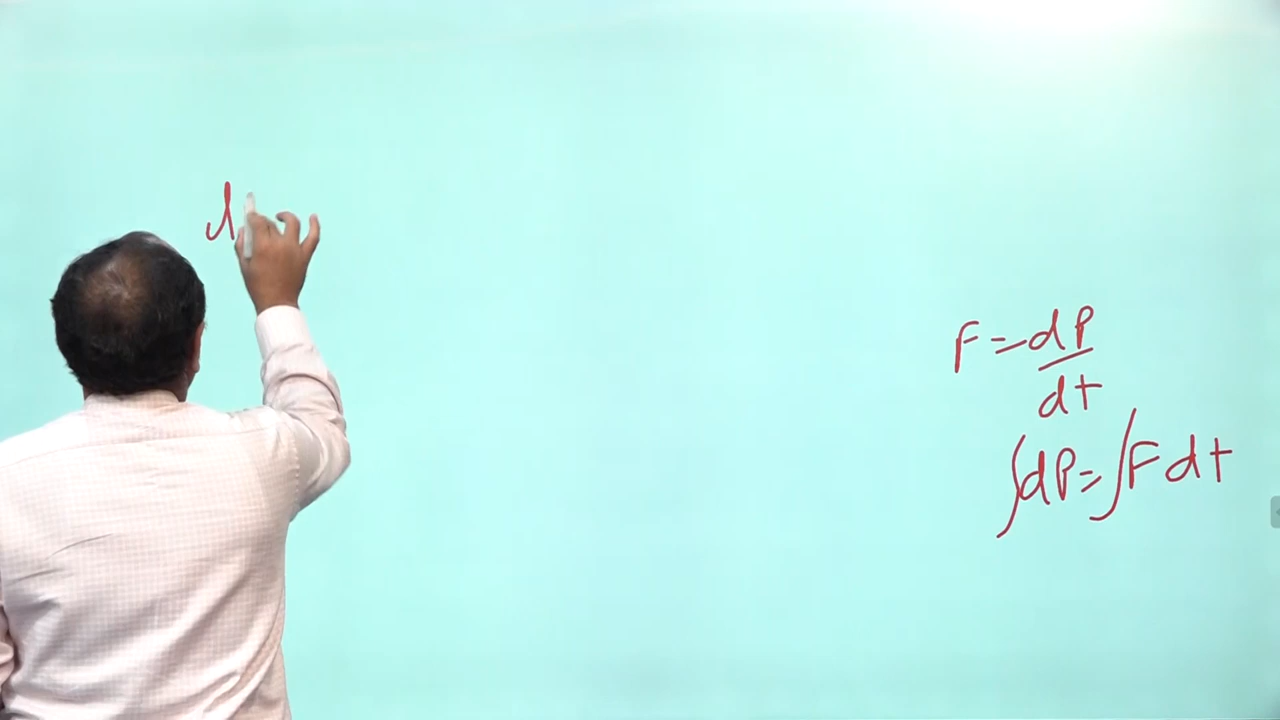 F = dP/dt
∫dP = ∫F dt